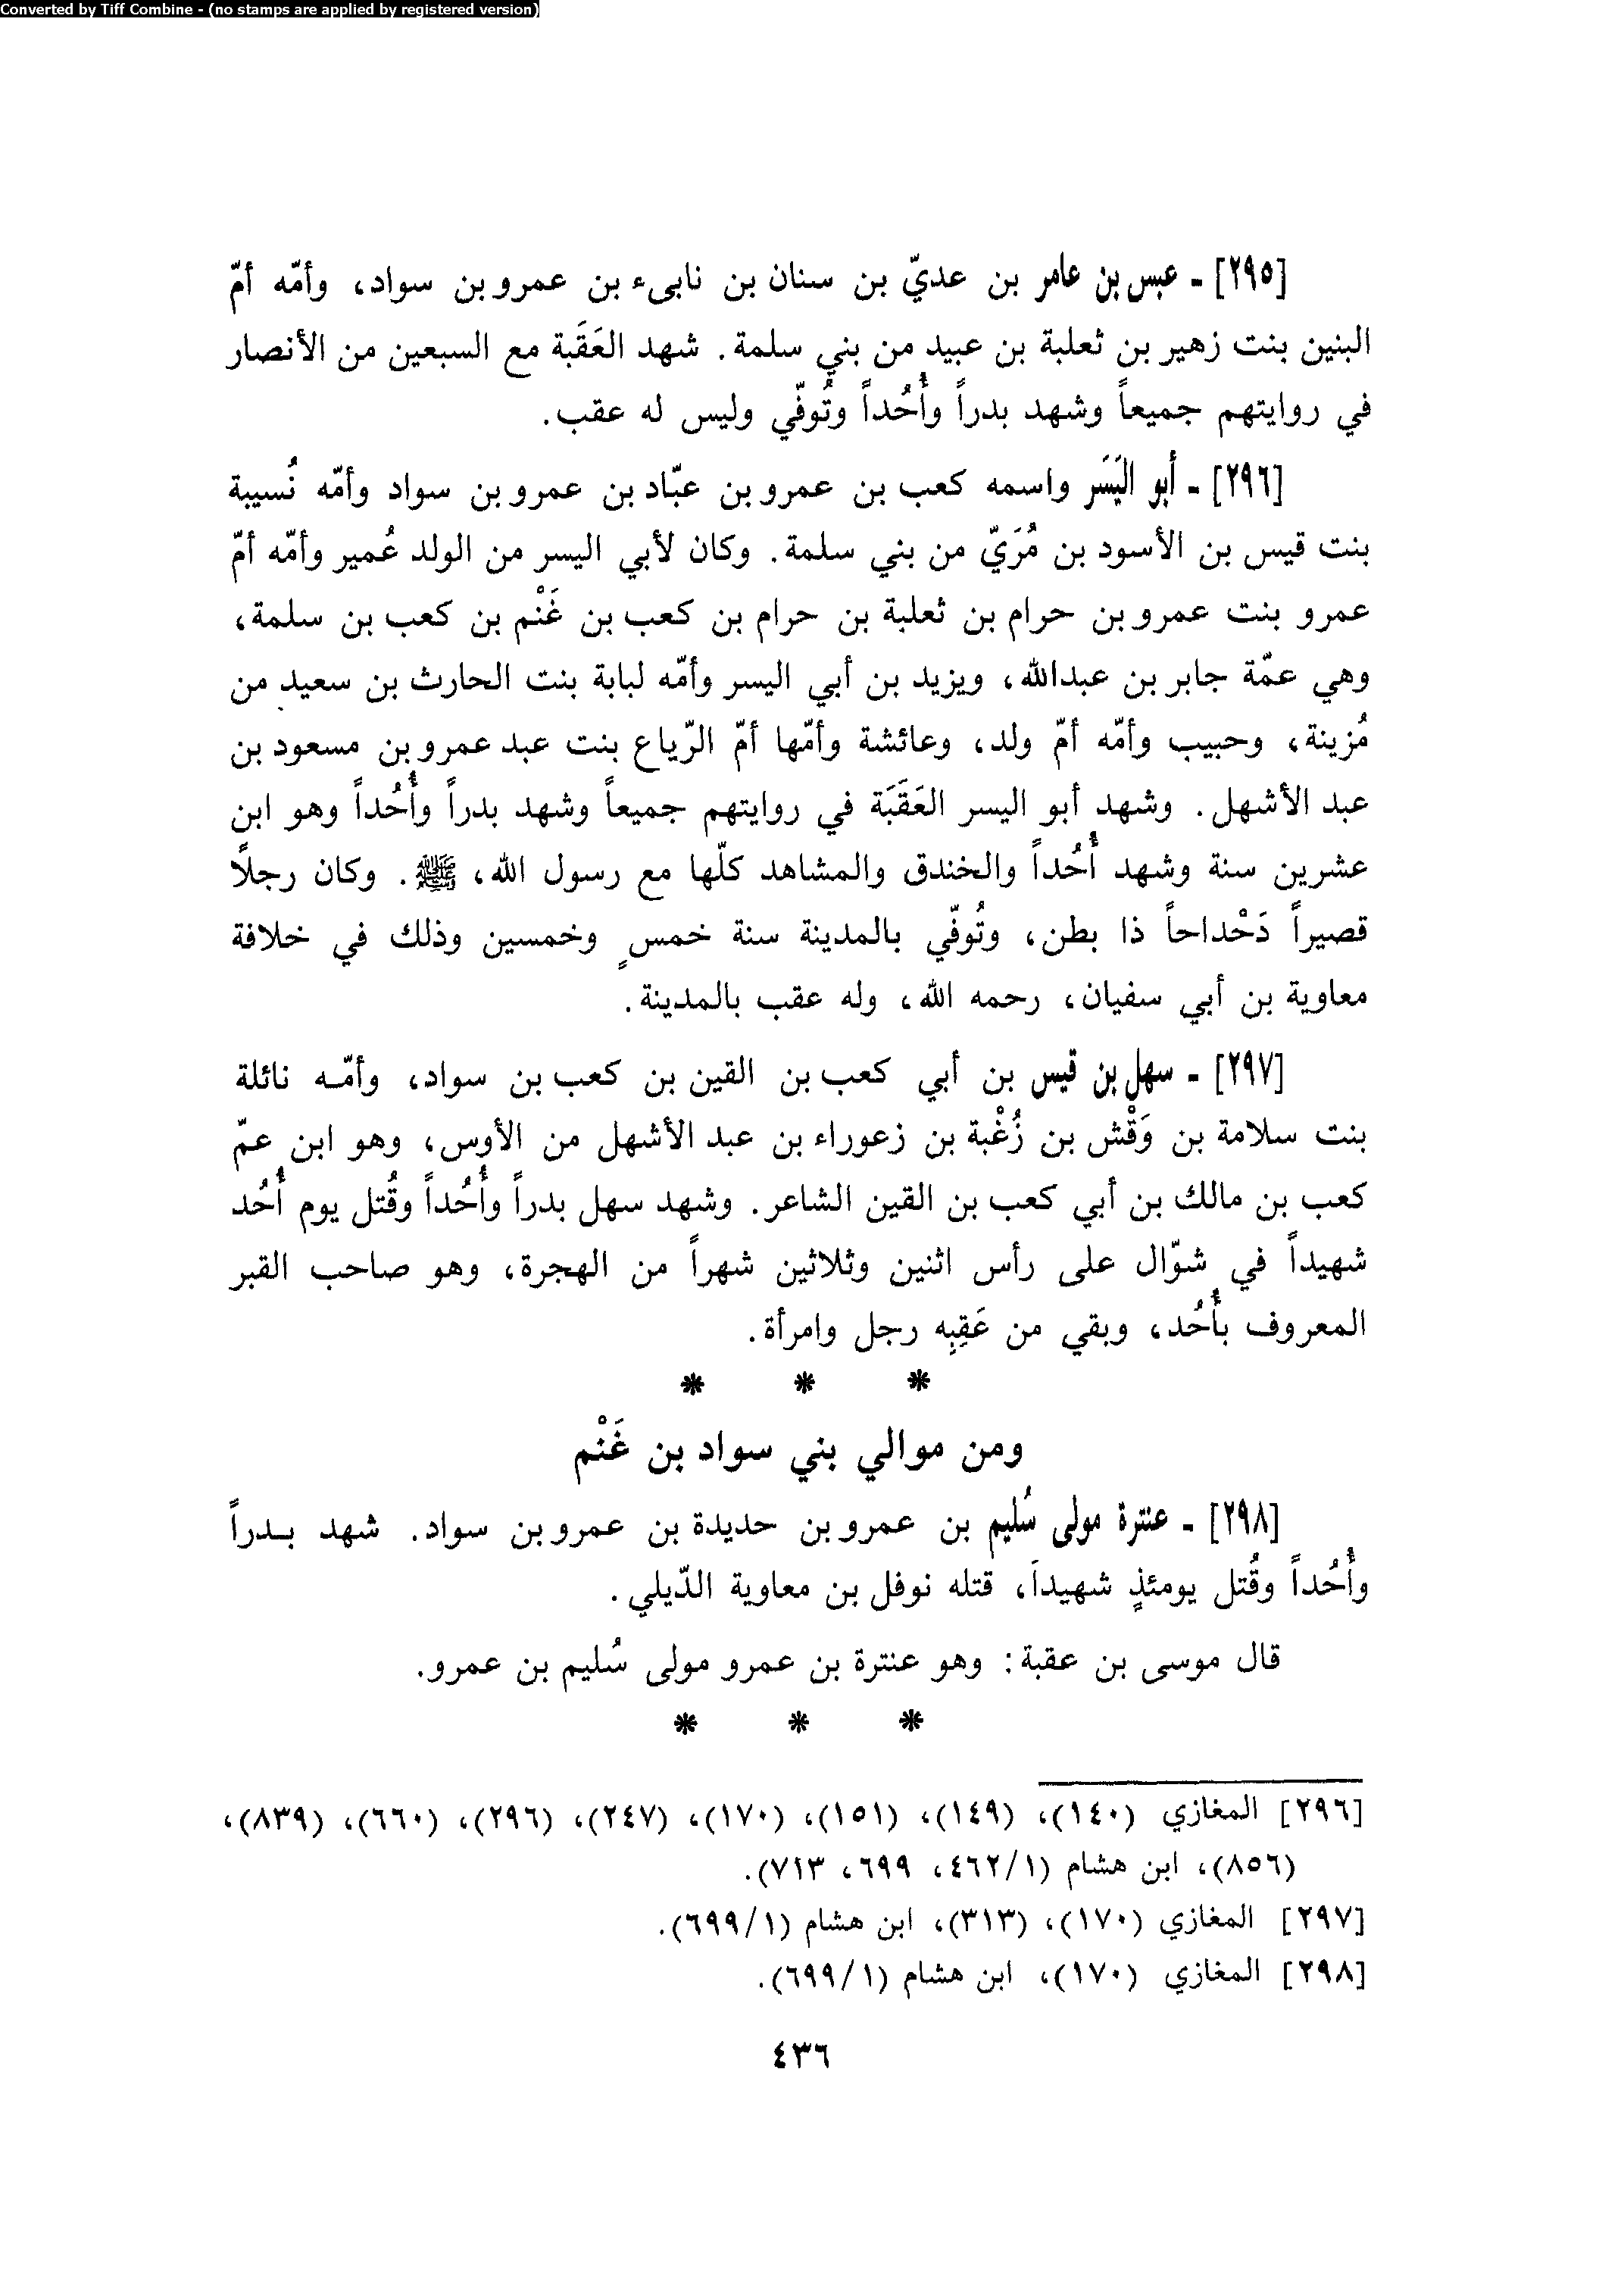 Converted by Tiff Combine - (no stamps are applied by registered version)
[٢٩٥] - عبس بن عامر بن عديّ بن سنان بن نابىء بن عمرو بن سواد، وأمّه أمّ
البنين بنت زهير بن ثعلبة بن عبيد من بني سلمة. شهد العَقَبة مع السبعين من الأنصار
في روايتهم جميعاً وشهد بدراً وأُحُداً وتُوفّي وليس له عقب.
[٢٩٦] - أبو اليَسَر واسمه كعب بن عمرو بن عبّاد بن عمرو بن سواد وأمّه نُسيبة
بنت قيس بن الأسود بن مُرَيّ من بني سلمة. وكان لأبي اليسر من الولد عُمير وأمّه أمّ
عمرو بنت عمرو بن حرام بن ثعلبة بن حرام بن كعب بن غَنْم بن كعب بن سلمة،
وهي عمّة جابر بن عبدالله، ويزيد بن أبي اليسر وأمّه لبابة بنت الحارث بن سعيد من
مُزينة، وحبيب وأمّه أمّ ولد، وعائشة وأمّها أمّ الرّياع بنت عبد عمرو بن مسعود بن
عبد الأشهل. وشهد أبو اليسر العَقَبَة في روايتهم جميعاً وشهد بدراً وأُحُداً وهو ابن
عشرين سنة وشهد أُحُداً والخندق والمشاهد كلّها مع رسول الله، ﷺ. وكان رجلاً
قصيراً دَحْداحاً ذا بطن، وتُوفّي بالمدينة سنة خمسٍ وخمسين وذلك في خلافة
معاوية بن أبي سفيان، رحمه الله، وله عقب بالمدينة.
[٢٩٧] - سهل بن قيس بن أبي كعب بن القين بن كعب بن سواد، وأمّه نائلة
بنت سلامة بن وَقْش بن زُغْبة بن زعوراء بن عبد الأشهل من الأوس، وهو ابن عمّ
كعب بن مالك بن أبي كعب بن القين الشاعر. وشهد سهل بدراً وأُحُداً وقُتل يوم أُحُد
شهيداً في شوّال على رأس اثنين وثلاثين شهراً من الهجرة، وهو صاحب القبر
المعروف بأُحُد، وبقي من عَقِبِه رجل وامرأة.
* * *
ومن موالي بني سواد بن غَنْم
[٢٩٨] - عنترة مولى سُليم بن عمرو بن حديدة بن عمرو بن سواد. شهد بدراً
وأُحُداً وقُتل يومئذٍ شهيداً، قتله نوفل بن معاوية الدّيلي.
قال موسى بن عقبة: وهو عنترة بن عمرو مولى سُليم بن عمرو.
* * *
[٢٩٦] المغازي (١٤٠)، (١٤٩)، (١٥١)، (١٧٠)، (٢٤٧)، (٢٩٦)، (٦٦٠)، (٨٣٩)،
(٨٥٦)، ابن هشام (١/ ٤٦٢، ٦٩٩، ٧١٣).
[٢٩٧] المغازي (١٧٠)، (٣١٣)، ابن هشام (١/ ٦٩٩).
[٢٩٨] المغازي (١٧٠)، ابن هشام (١/ ٦٩٩).
٤٣٦